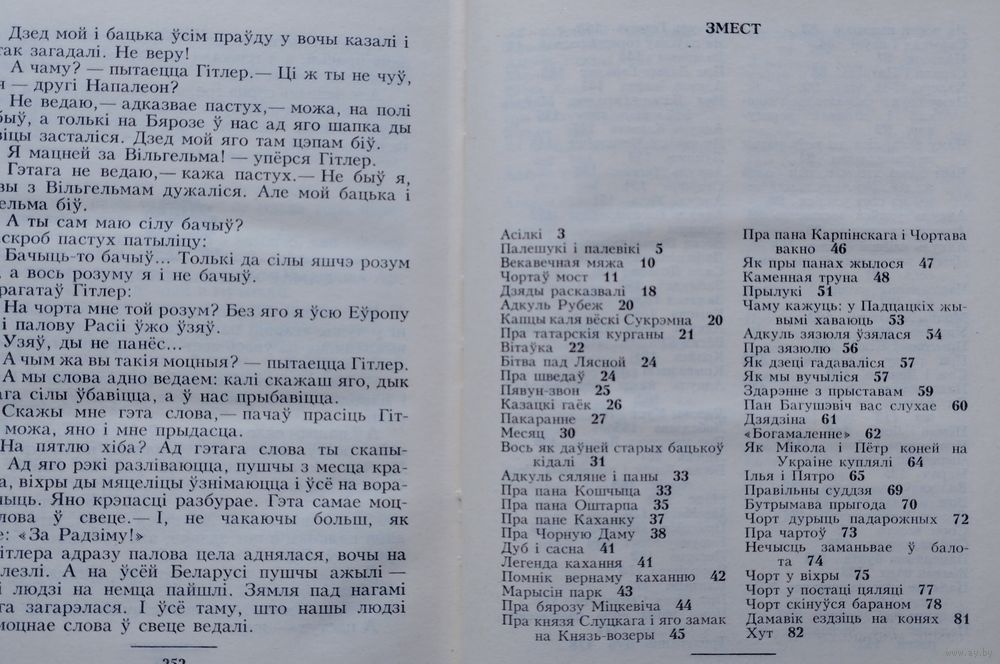 Дзед мой і бацька ўсім праўду у вочы казалі і
так загадалі. Не веру!
А чаму? — пытаецца Гітлер.— Ці ж ты не чуў,
— другі Напалеон?
Не ведаю,— адказвае пастух,— можа, на полі
быў, а толькі на Бярозе ў нас ад яго шапка ды
засталіся. Дзед мой яго там цэпам біў.
Я мацней за Вільгельма! — упёрся Гітлер.
Гэтага не ведаю,— кажа пастух.— Не быў я,
з Вільгельмам дужаліся. Але мой бацька і
біў.
А ты сам маю сілу бачыў?
пастух патыліцу:
Бачыць-то бачыў... Толькі да сілы яшчэ розум
, а вось розуму я і не бачыў.
Гітлер:
На чорта мне той розум? Без яго я ўсю Еўропу
і палову Расіі ўжо ўзяў.
Узяў, ды не панёс...
А чым жа вы такія моцныя? — пытаецца Гітлер.
А мы слова адно ведаем: калі скажаш яго, дык
сілы ўбавіцца, а ў нас прыбавіцца.
Скажы мне гэта слова,— пачаў прасіць Гіт-
можа, яно і мне прыдасца.
На пятлю хіба? Ад гэтага слова ты скапы-
Ад яго рэкі разліваюцца, пушчы з месца кра-
, віхры ды мяцеліцы ўзнімаюцца і ўсё на вора-
Яно крэпасці разбурае. Гэта самае моц-
ў свеце.— І, не чакаючы больш, як
: «За Радзіму!»
адразу палова цела аднялася, вочы на
А на ўсёй Беларусі пушчы ажылі —
людзі на немца пайшлі. Зямля пад нагамі
загарэлася. І ўсё таму, што нашы людзі
слова ў свеце ведалі.
252
ЗМЕСТ
Асілкі 3
Палешукі і палевікі 5
Векавечная мяжа 10
Чортаў мост 11
Дзяды расказвалі 18
Адкуль Рубеж 20
Капцы каля вёскі Сукрэмна 20
Пра татарскія курганы 21
Вітаўка 22
Бітва пад Лясной 24
Пра шведаў 24
Пявун-звон 25
Казацкі гаёк 26
Пакаранне 27
Месяц 30
Вось як даўней старых бацькоў
кідалі 31
Адкуль сяляне і паны 33
Пра пана Кошчыца 33
Пра пана Оштарпа 35
Пра пане Каханку 37
Пра Чорную Даму 38
Дуб і сасна 41
Легенда кахання 41
Помнік вернаму каханню 42
Марысін парк 43
Пра бярозу Міцкевіча 44
Пра князя Слуцкага і яго замак
на Князь-возеры 45
Пра пана Карпінскага і Чортава
вакно 46
Як пры панах жылося 47
Каменная труна 48
Прылукі 51
Чаму кажуць: у Падцацкіх жы-
вымі хаваюць 53
Адкуль зязюля ўзялася 54
Пра зязюлю 56
Як дзеці гадаваліся 57
Як мы вучыліся 57
Здарэнне з прыставам 59
Пан Багушэвіч вас слухае 60
Дзядзіна 61
«Богамаленне» 62
Як Мікола і Пётр коней на
Украіне куплялі 64
Ілья і Пятро 65
Правільны суддзя 69
Бутрымава прыгода 70
Чорт дурыць падарожных 72
Пра чартоў 73
Нечысць заманьвае ў бало-
та 74
Чорт у віхры 75
Чорт у постаці цяляці 77
Чорт скінуўся бараном 78
Дамавік ездзіць на конях 81
Хут 82
www.ay.by